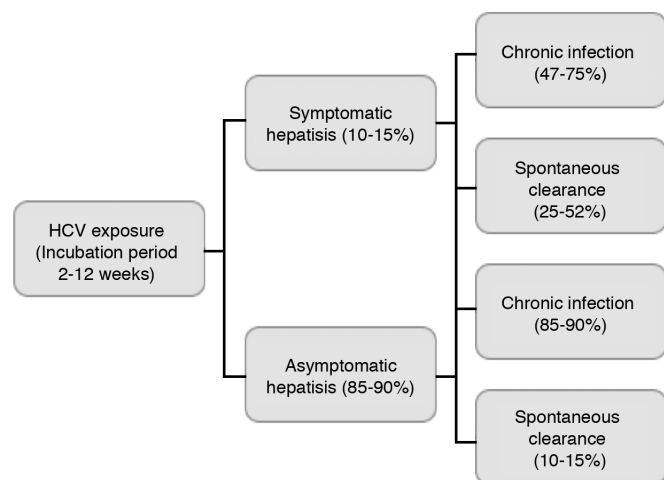 HCV exposure
(Incubation period
2-12 weeks)
Symptomatic
hepatisis (10-15%)
Asymptomatic
hepatisis (85-90%)
Chronic infection
(47-75%)
Spontaneous
clearance
(25-52%)
Chronic infection
(85-90%)
Spontaneous
clearance
(10-15%)